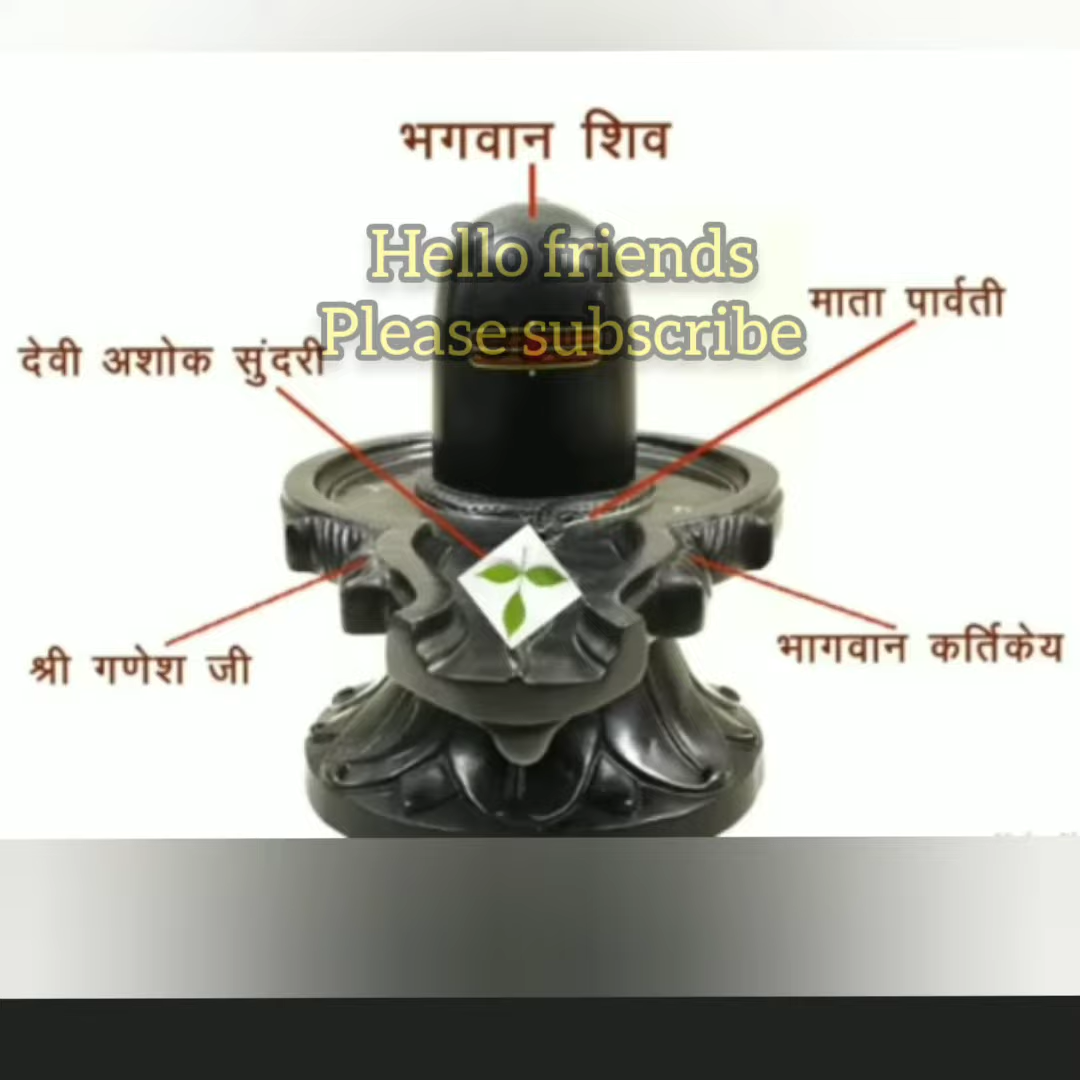 भगवान शिव
Hello friends
Please subscribe
माता पार्वती
देवी अशोक सुंदरी
श्री गणेश जी
भागवान कर्तिकेय